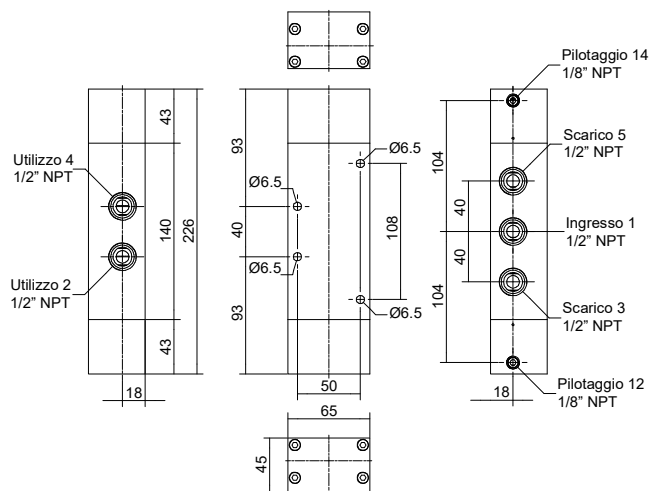 Utilizzo 4
1/2” NPT
Utilizzo 2
1/2” NPT
43
140
226
43
18
93
40
93
Ø6.5
Ø6.5
Ø6.5
Ø6.5
108
50
65
45
Pilotaggio 14
1/8” NPT
Scarico 5
1/2” NPT
Ingresso 1
1/2” NPT
Scarico 3
1/2” NPT
Pilotaggio 12
1/8” NPT
104
40
40
104
18